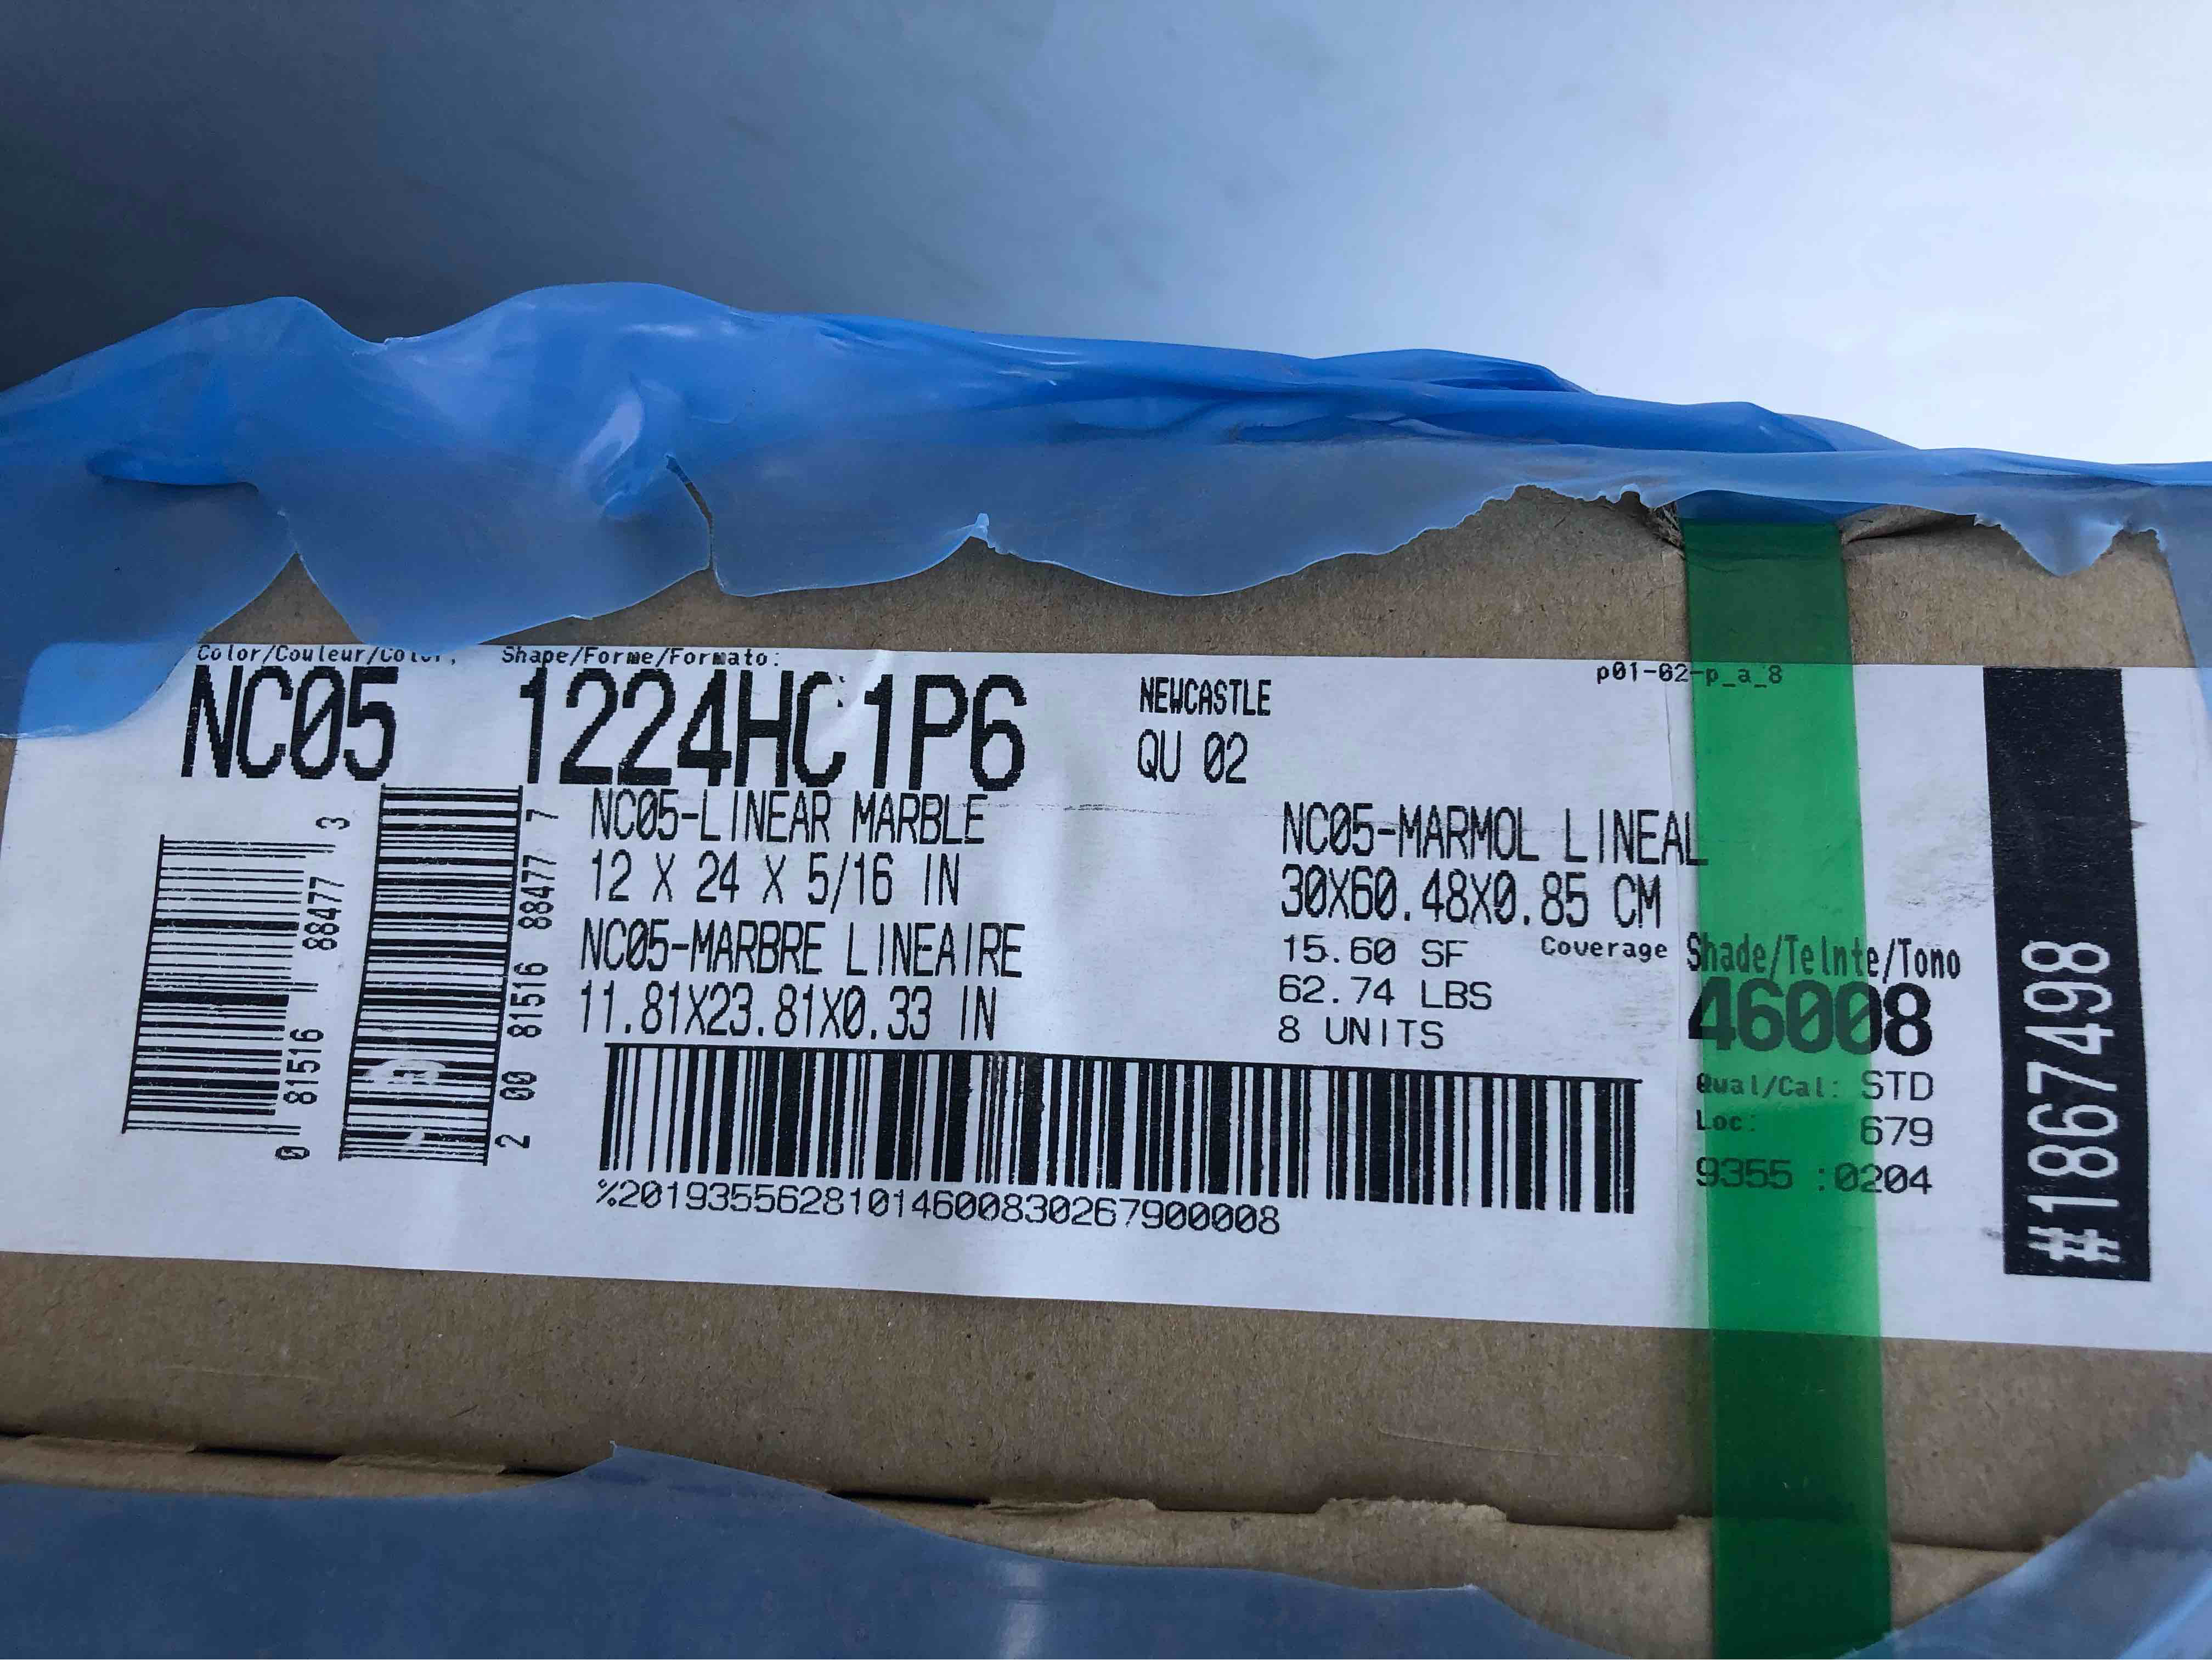 Color/Couleur/Color:
Shape/Forme/Formato:
p01-02-p_a_8
NC05
1224HC1P6
NEWCASTLE
QU 02
NC05-LINEAR MARBLE
12 X 24 X 5/16 IN
NC05-MARBRE LINEAIRE
11.81X23.81X0.33 IN
NC05-MARMOL LINEAL
30X60.48X0.85 CM
15.60 SF Coverage
62.74 LBS
8 UNITS
Shade/Teinte/Tono
46008
Qual/Cal: STD
Loc: 679
9355 :0204
#1867498
0 81516 88477 3
2 00 81516 88477 7
%20193556281014600830267900008